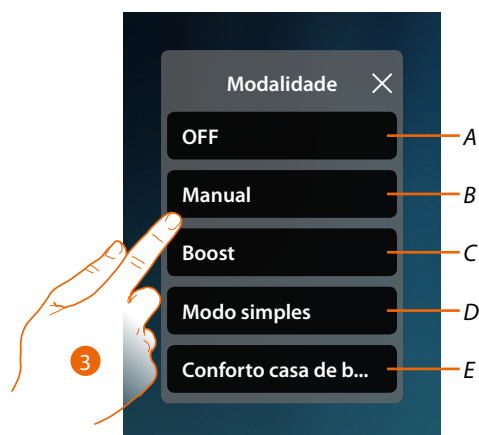 Modalidade
OFF A
Manual B
Boost C
Modo simples D
Conforto casa de b... E
3